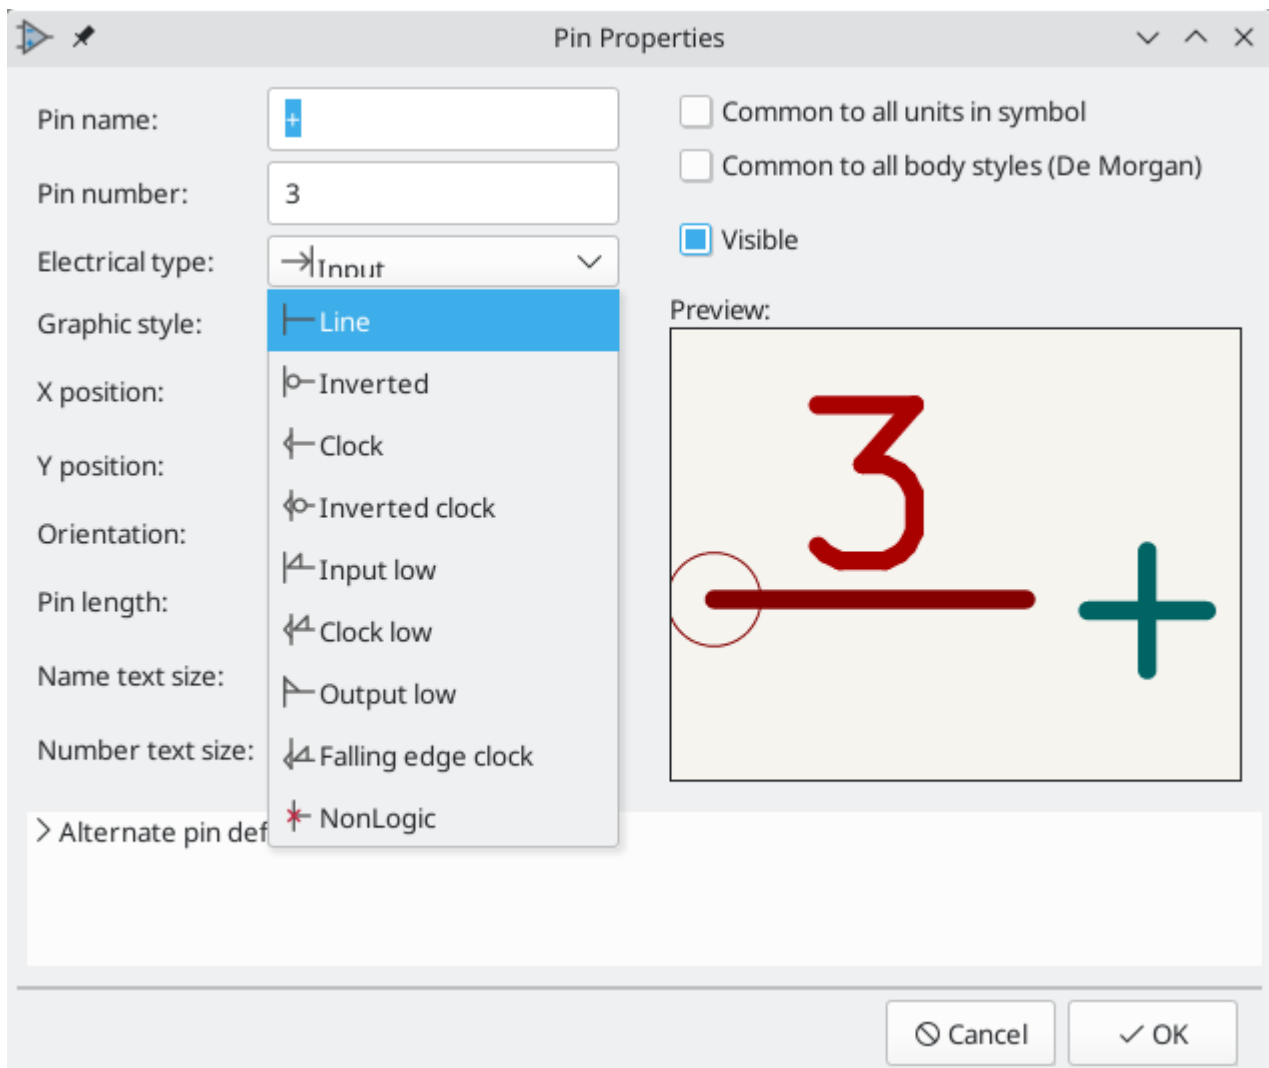 Pin Properties
Pin name:
+
Common to all units in symbol
Pin number:
3
Common to all body styles (De Morgan)
Electrical type:
Input
Visible
Graphic style:
Line
Preview:
Inverted
X position:
Clock
Y position:
Inverted clock
Orientation:
Input low
Pin length:
Clock low
Name text size:
Output low
Number text size:
Falling edge clock
NonLogic
3
+
Alternate pin def
Cancel
OK